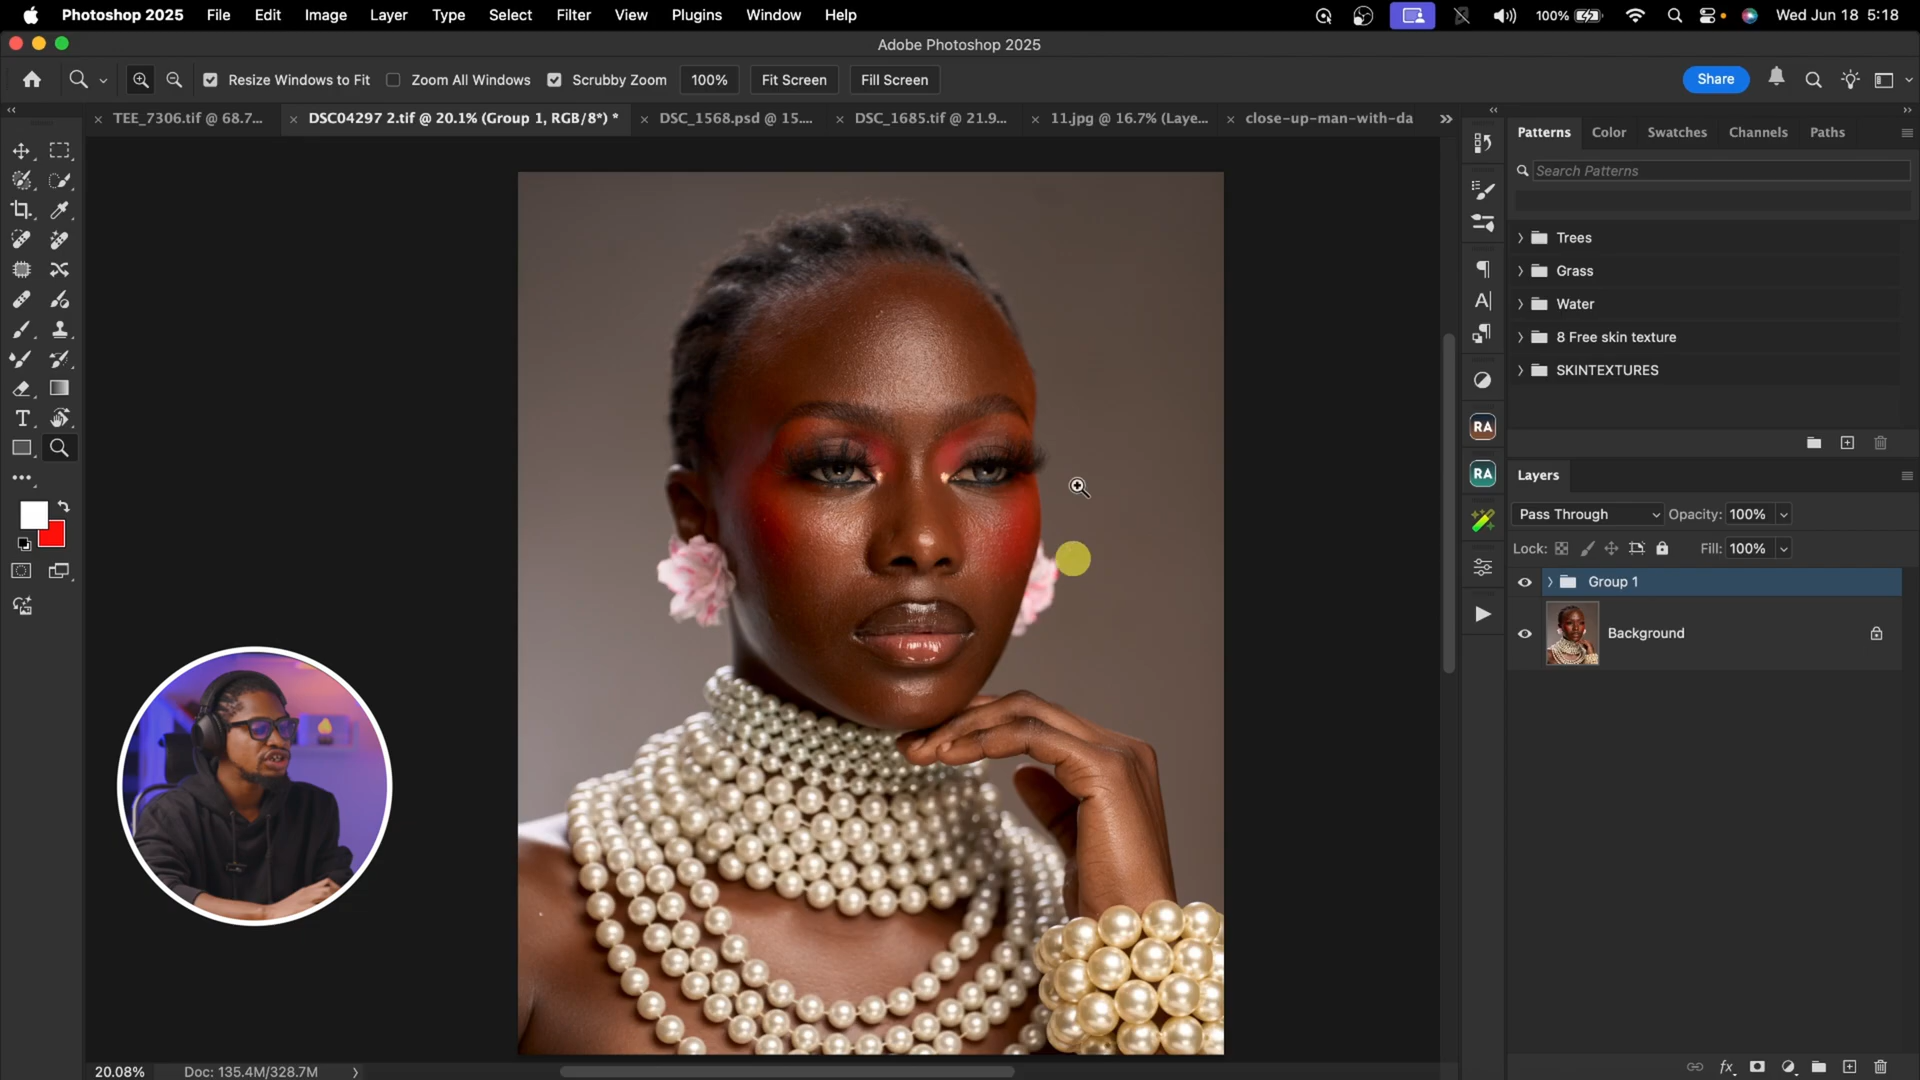 Photoshop 2025 File Edit Image Layer Type Select Filter View Plugins Window Help 100% Wed Jun 18 5:18
Adobe Photoshop 2025
Resize Windows to Fit Zoom All Windows Scrubby Zoom 100% Fit Screen Fill Screen Share
TEE_7306.tif @ 68.7... DSC04297 2.tif @ 20.1% (Group 1, RGB/8*) * DSC_1568.psd @ 15.... DSC_1685.tif @ 21.9... 11.jpg @ 16.7% (Laye... close-up-man-with-da
Patterns Color Swatches Channels Paths
Search Patterns
Trees
Grass
Water
8 Free skin texture
SKINTEXTURES
RA
RA
Layers
Pass Through Opacity: 100%
Lock: Fill: 100%
Group 1
Background
20.08% Doc: 135.4M/328.7M